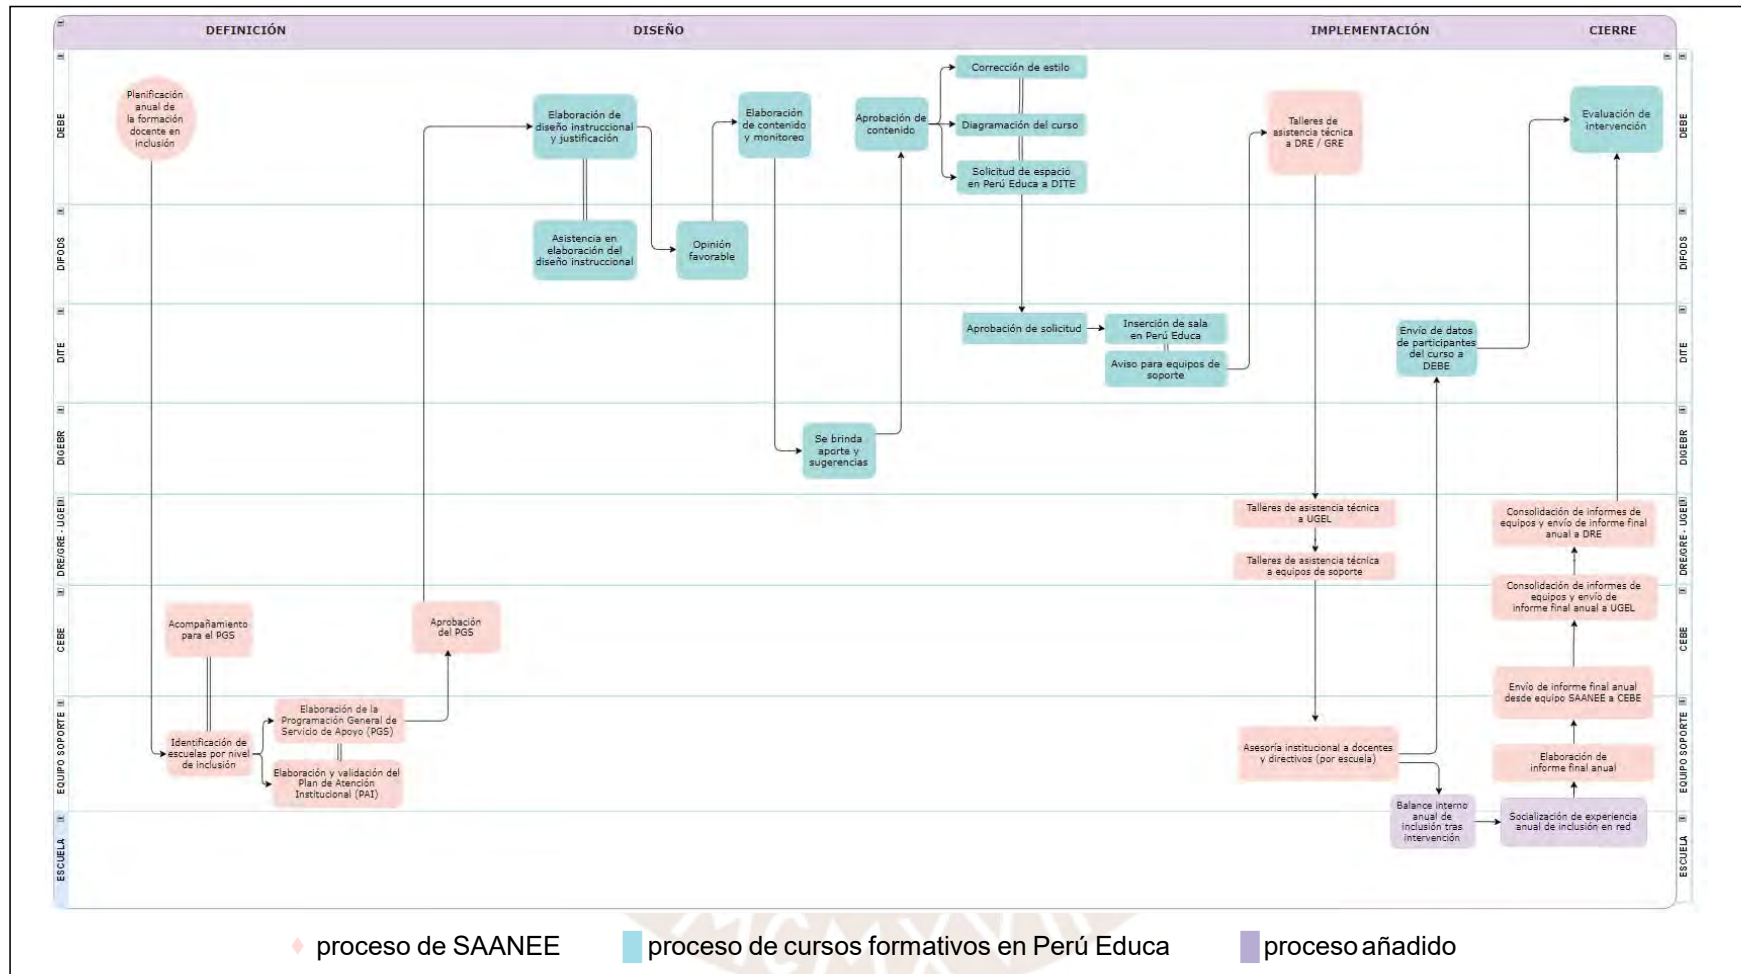 DEFINICIÓN
DISEÑO
IMPLEMENTACIÓN
CIERRE
DEBE
Planificación
anual de
la formación
docente en
inclusión
Elaboración de
diseño instruccional
y justificación
Elaboración
de contenido
y monitoreo
Aprobación de
contenido
Corrección de estilo
Diagramación del curso
Solicitud de espació
en Perú Educa a DITE
Talleres de
asistencia técnica
a DRE / GRE
Evaluación de
intervención
DEBE
DIFODS
Asistencia en
elaboración del
diseño instruccional
Opinión
favorable
DIFODS
DITE
Aprobación de solicitud
Inserción de sala
en Perú Educa
Aviso para equipos de
soporte
Envío de datos
de participantes
del curso a
DEBE
DITE
DIGEBR
Se brinda
aporte y
sugerencias
DIGEBR
DRE/GRE - UGEL
Talleres de asistencia técnica
a UGEL
Talleres de asistencia técnica
a equipos de soporte
Consolidación de informes de
equipos y envío de informe final
anual a DRE
DRE/GRE - UGEL
CEBE
Acompañamiento
para el PGS
Aprobación
del PGS
Consolidación de informes de
equipos y envío de
informe final anual a UGEL
Envío de informe final anual
desde equipo SAANEE a CEBE
CEBE
EQUIPO SOPORTE
Identificación de
escuelas por nivel
de inclusión
Elaboración de la
Programación General de
Servicio de Apoyo (PGS)
Elaboración y validación del
Plan de Atención
Institucional (PAI)
Asesoría institucional a docentes
y directivos (por escuela)
Elaboración de
informe final anual
EQUIPO SOPORTE
ESCUELA
Balance interno
anual de
inclusión tras
intervención
Socialización de experiencia
anual de inclusión en red
ESCUELA
MCMXVII
proceso de SAANEE
proceso de cursos formativos en Perú Educa
proceso añadido